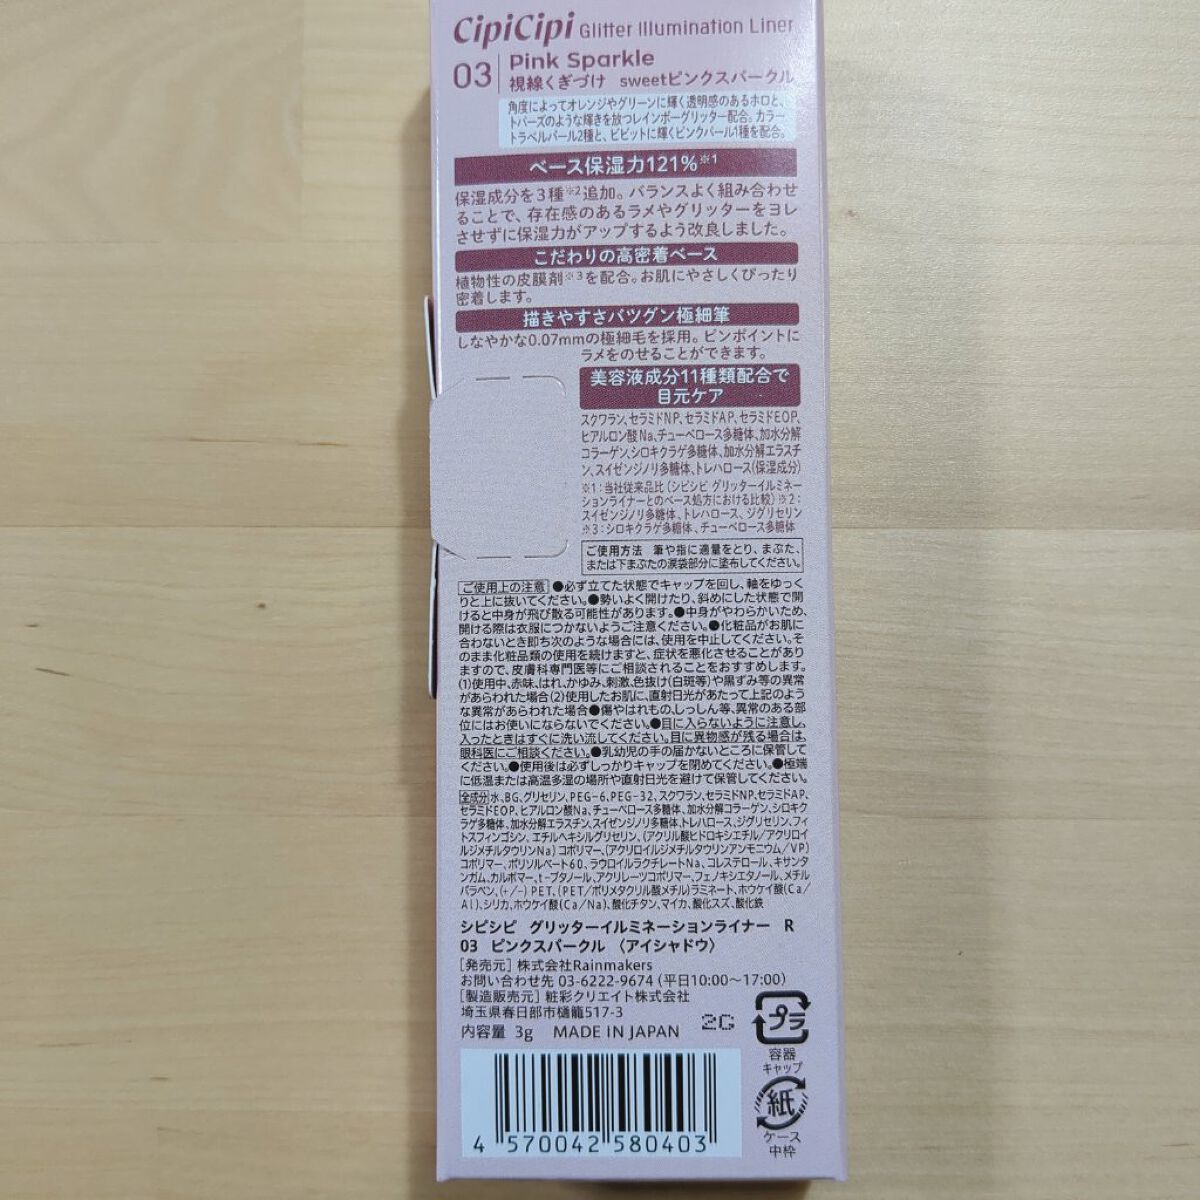 CipiCipi Glitter Illumination Liner
03 Pink Sparkle
視線くぎづけ sweetピンクスパークル
角度によってオレンジやグリーンに輝く透明感のあるホロと、
トパーズのような輝きを放つレインボーグリッター配合。カラー
トラベルパール2種と、ビビットに輝くピンクパール1種を配合。
ベース保湿力121%※1
保湿成分を3種※2追加。バランスよく組み合わせ
ることで、存在感のあるラメやグリッターをヨレ
させずに保湿力がアップするよう改良しました。
こだわりの高密着ベース
植物性の皮膜剤※3を配合。お肌にやさしくぴったり
密着します。
描きやすさバツグン極細筆
しなやかな0.07mmの極細毛を採用。ピンポイントに
ラメをのせることができます。
美容液成分11種類配合で
目元ケア
スクワラン、セラミドNP、セラミドAP、セラミドEOP、
ヒアルロン酸Na、チューベロース多糖体、加水分解
コラーゲン、シロキクラゲ多糖体、加水分解エラスチ
ン、スイゼンジノリ多糖体、トレハロース(保湿成分)
※1：当社従来品比（シピシピ グリッターイルミネー
ションライナーとのベース処方における比較）※2：
スイゼンジノリ多糖体、トレハロース、ジグリセリン
※3：シロキクラゲ多糖体、チューベロース多糖体
ご使用方法 筆や指に適量をとり、まぶた、
または下まぶたの涙袋部分に塗布してください。
ご使用上の注意 ●必ず立てた状態でキャップを回し、軸をゆっく
りと上に抜いてください。●勢いよく開けたり、斜めにした状態で開
けると中身が飛び散る可能性があります。●中身がやわらかいため、
開ける際は衣服につかないようご注意ください。●化粧品がお肌に
合わないとき即ち次のような場合には、使用を中止してください。そ
のまま化粧品類の使用を続けますと、症状を悪化させることがあり
ますので、皮膚科専門医等にご相談されることをおすすめします。
(1)使用中、赤味、はれ、かゆみ、刺激、色抜け(白斑等)や黒ずみ等の異常
があらわれた場合(2)使用したお肌に、直射日光があたって上記のよう
な異常があらわれた場合●傷やはれもの、しっしん等、異常のある部
位にはお使いにならないでください。●目に入らないように注意し、
入ったときはすぐに洗い流してください。目に異物感が残る場合は、
眼科医にご相談ください。●乳幼児の手の届かないところに保管して
ください。●使用後は必ずしっかりキャップを閉めてください。●極端
に低温または高温多湿の場所や直射日光を避けて保管してください。
全成分 水、BG、グリセリン、PEG-6、PEG-32、スクワラン、セラミドNP、セラミドAP、
セラミドEOP、ヒアルロン酸Na、チューベロース多糖体、加水分解コラーゲン、シロキク
ラゲ多糖体、加水分解エラスチン、スイゼンジノリ多糖体、トレハロース、ジグリセリン、フィ
トスフィンゴシン、エチルヘキシルグリセリン、(アクリル酸ヒドロキシエチル/アクリロイ
ルジメチルタウリンNa) コポリマー、(アクリロイルジメチルタウリンアンモニウム/VP)
コポリマー、ポリソルベート60、ラウロイルラクチレートNa、コレステロール、キサンタ
ンガム、カルボマー、t-ブタノール、アクリレーツコポリマー、フェノキシエタノール、メチル
パラベン、(+/-) PET、(PET/ポリメタクリル酸メチル)ラミネート、ホウケイ酸(Ca/
Al)、シリカ、ホウケイ酸(Ca/Na)、酸化チタン、マイカ、酸化スズ、酸化鉄
シピシピ グリッターイルミネーションライナー R
03 ピンクスパークル 〈アイシャドウ〉
[発売元] 株式会社Rainmakers
お問い合わせ先 03-6222-9674 (平日10:00〜17:00)
[製造販売元] 粧彩クリエイト株式会社
埼玉県春日部市樋籠517-3
内容量 3g MADE IN JAPAN 2G
プラ
容器
キャップ
紙
ケース
中枠
4 570042 580403